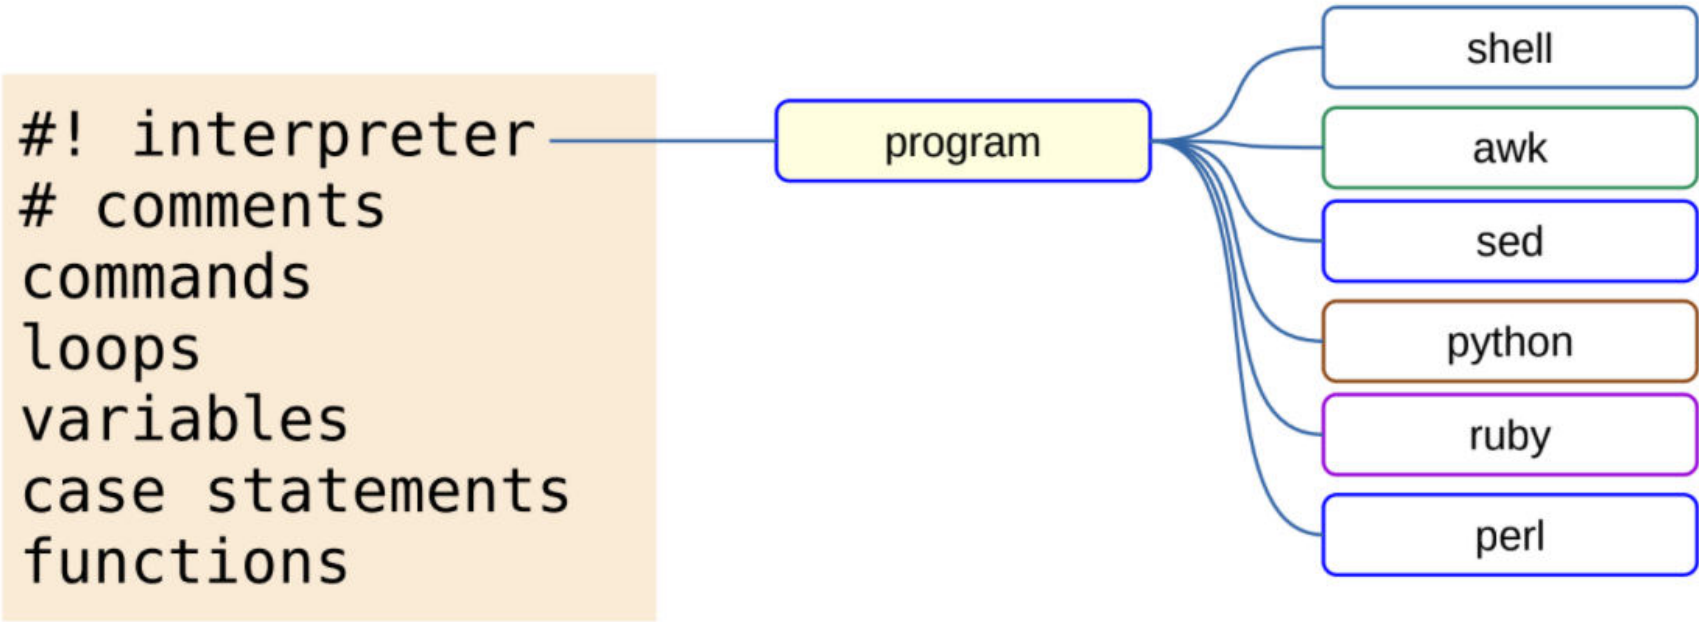 #! interpreter
# comments
commands
loops
variables
case statements
functions
program
shell
awk
sed
python
ruby
perl